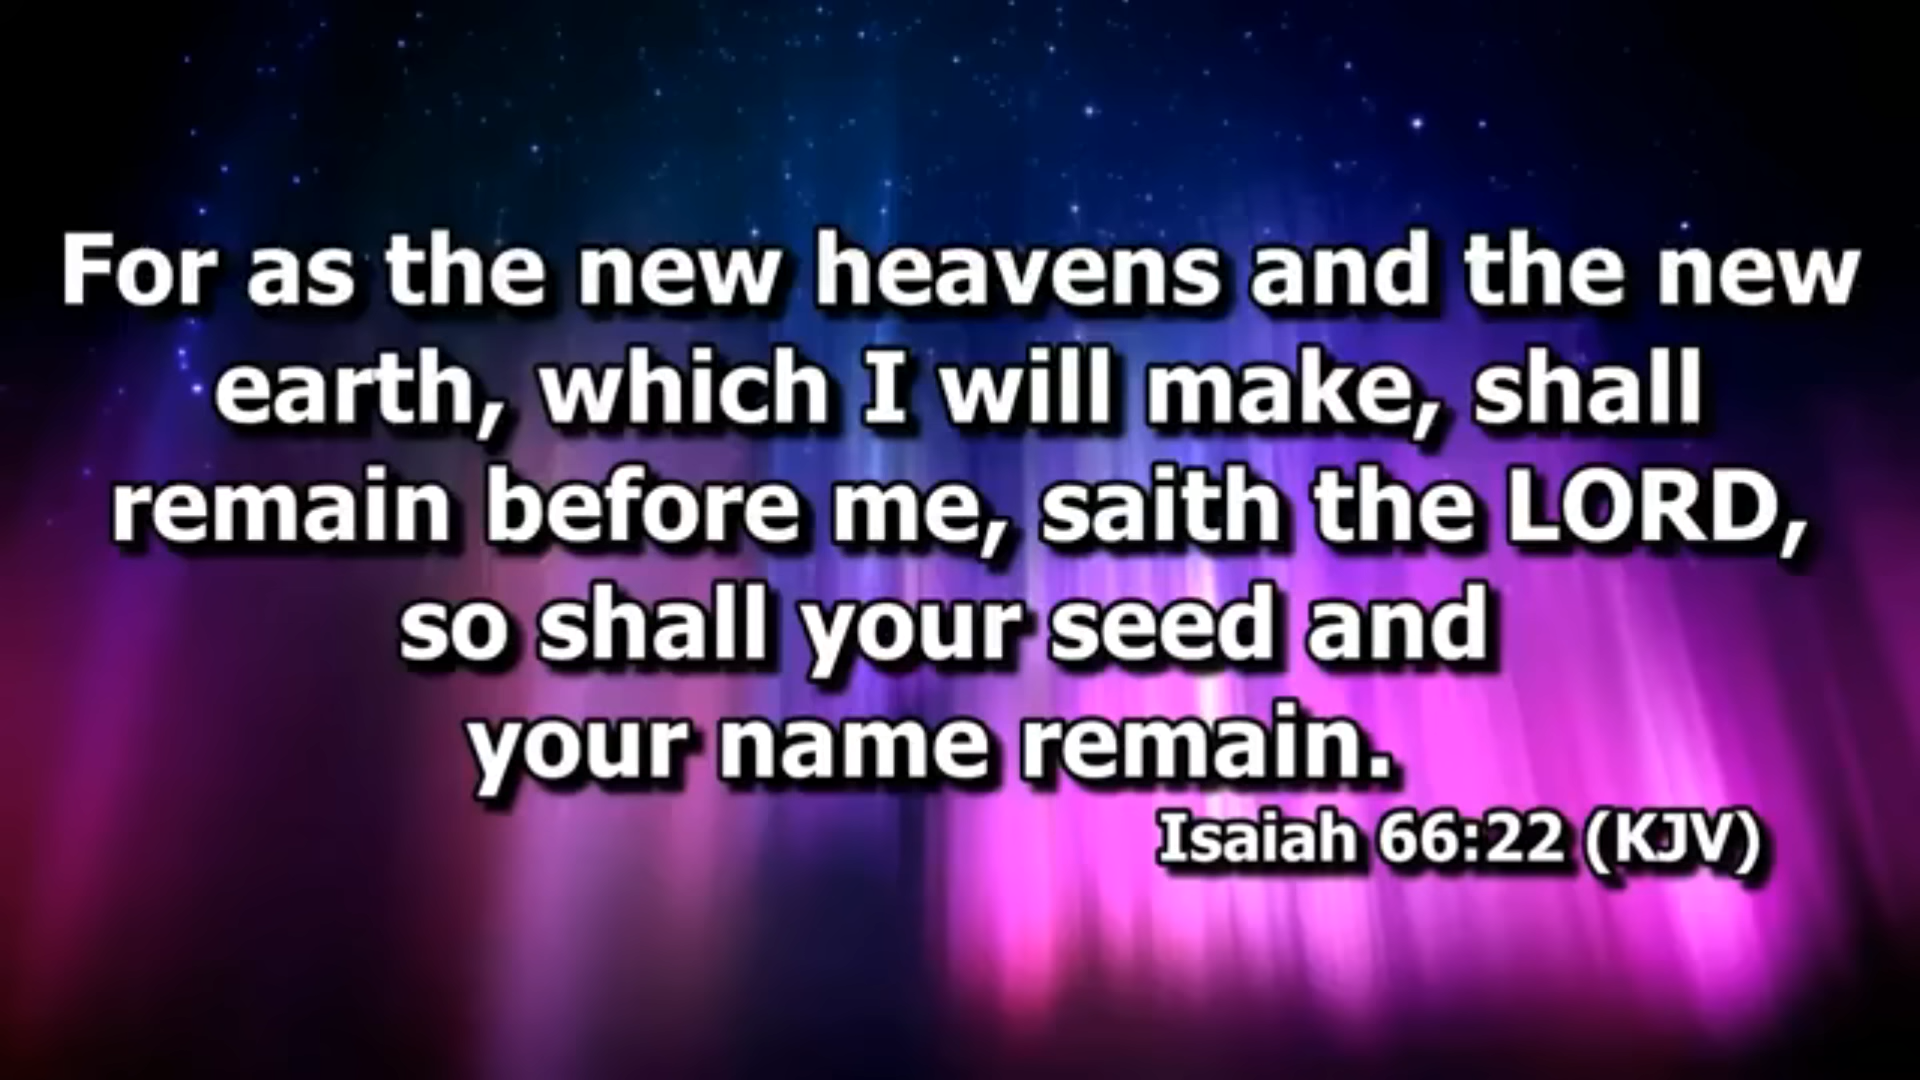 For as the new heavens and the new
earth, which I will make, shall
remain before me, saith the LORD,
so shall your seed and
your name remain.
Isaiah 66:22 (KJV)